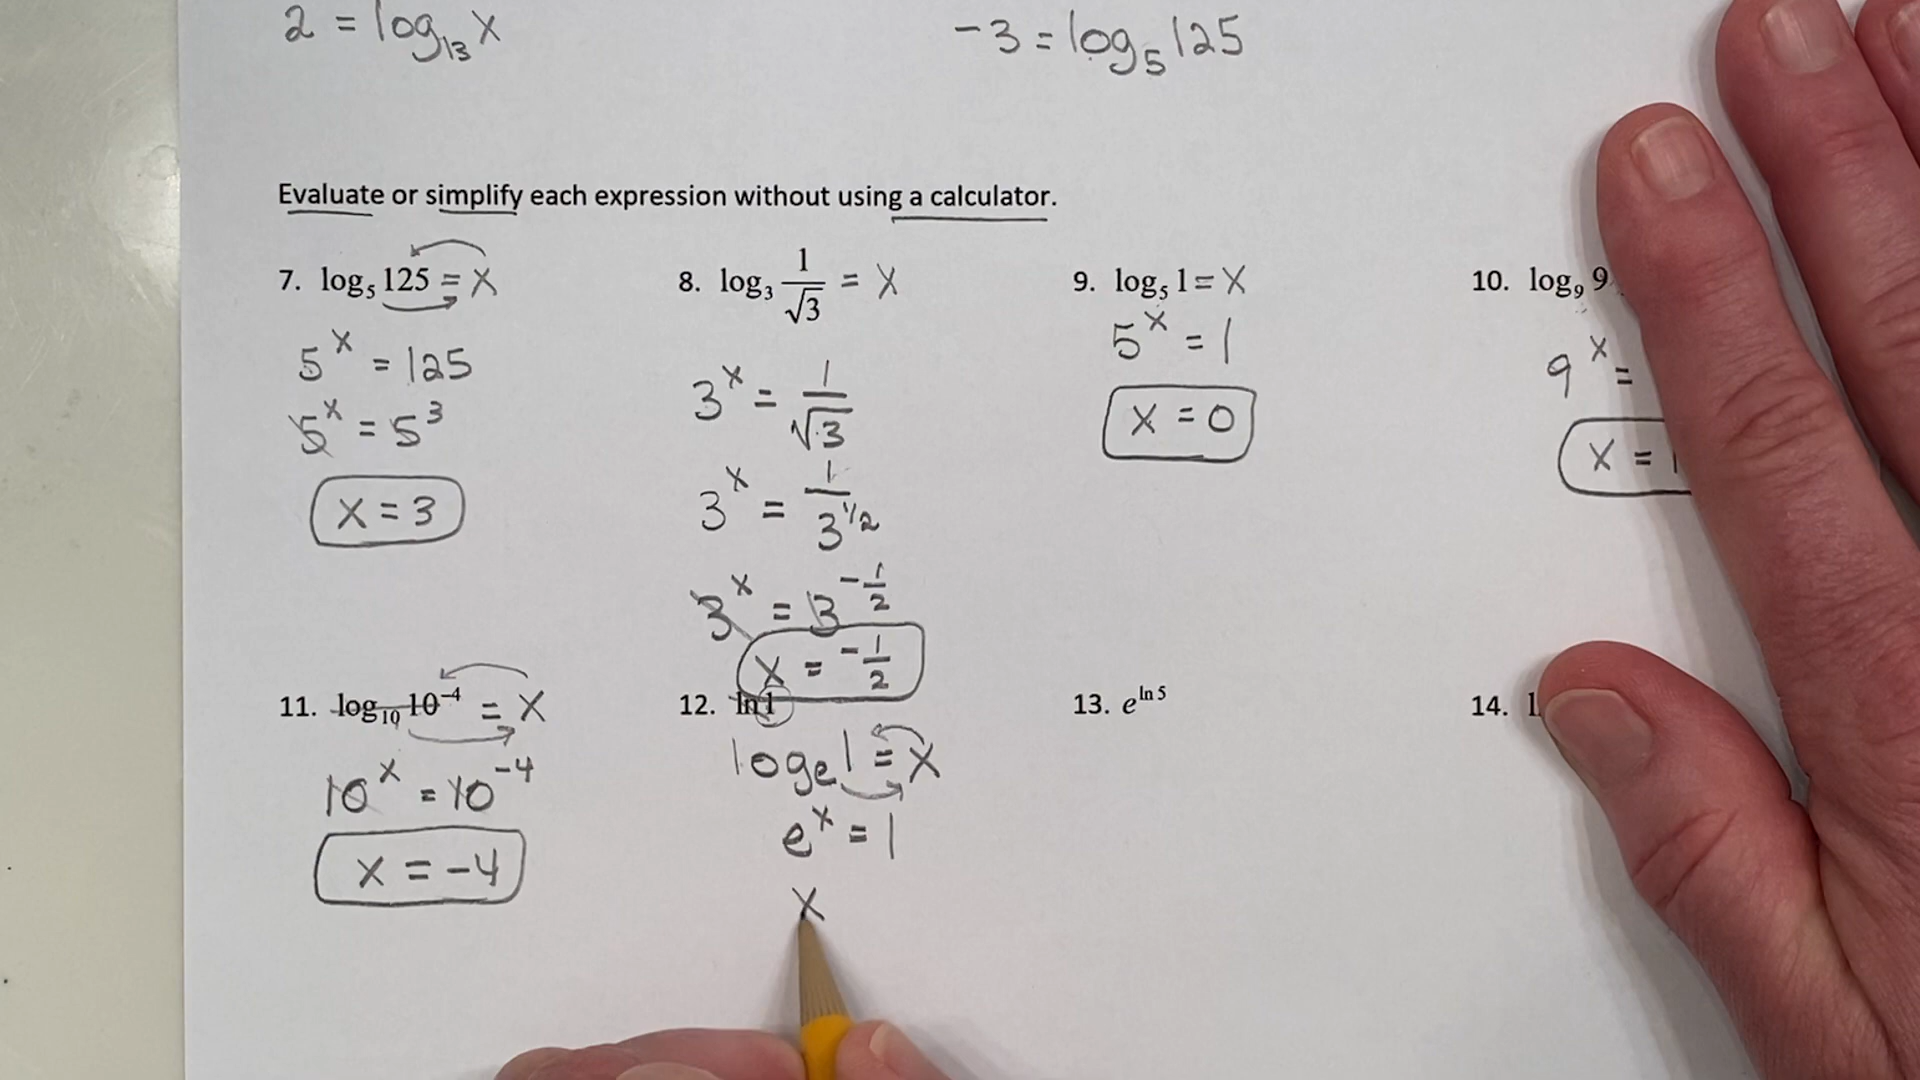 2 = log₁₃ x
-3 = log₅ 125
Evaluate or simplify each expression without using a calculator.
7. log₅ 125 = x
5^x = 125
5^x = 5^3
x = 3
8. log₃ 1/√3 = x
3^x = 1/√3
3^x = 1/3^(1/2)
3^x = 3^(-1/2)
x = -1/2
9. log₅ 1 = x
5^x = 1
x = 0
10. log₉ 9
9^x =
x = 1
11. log₁₀ 10^-4 = x
10^x = 10^-4
x = -4
12. ln 1
logₑ 1 = x
e^x = 1
x
13. e^(ln 5)
14.